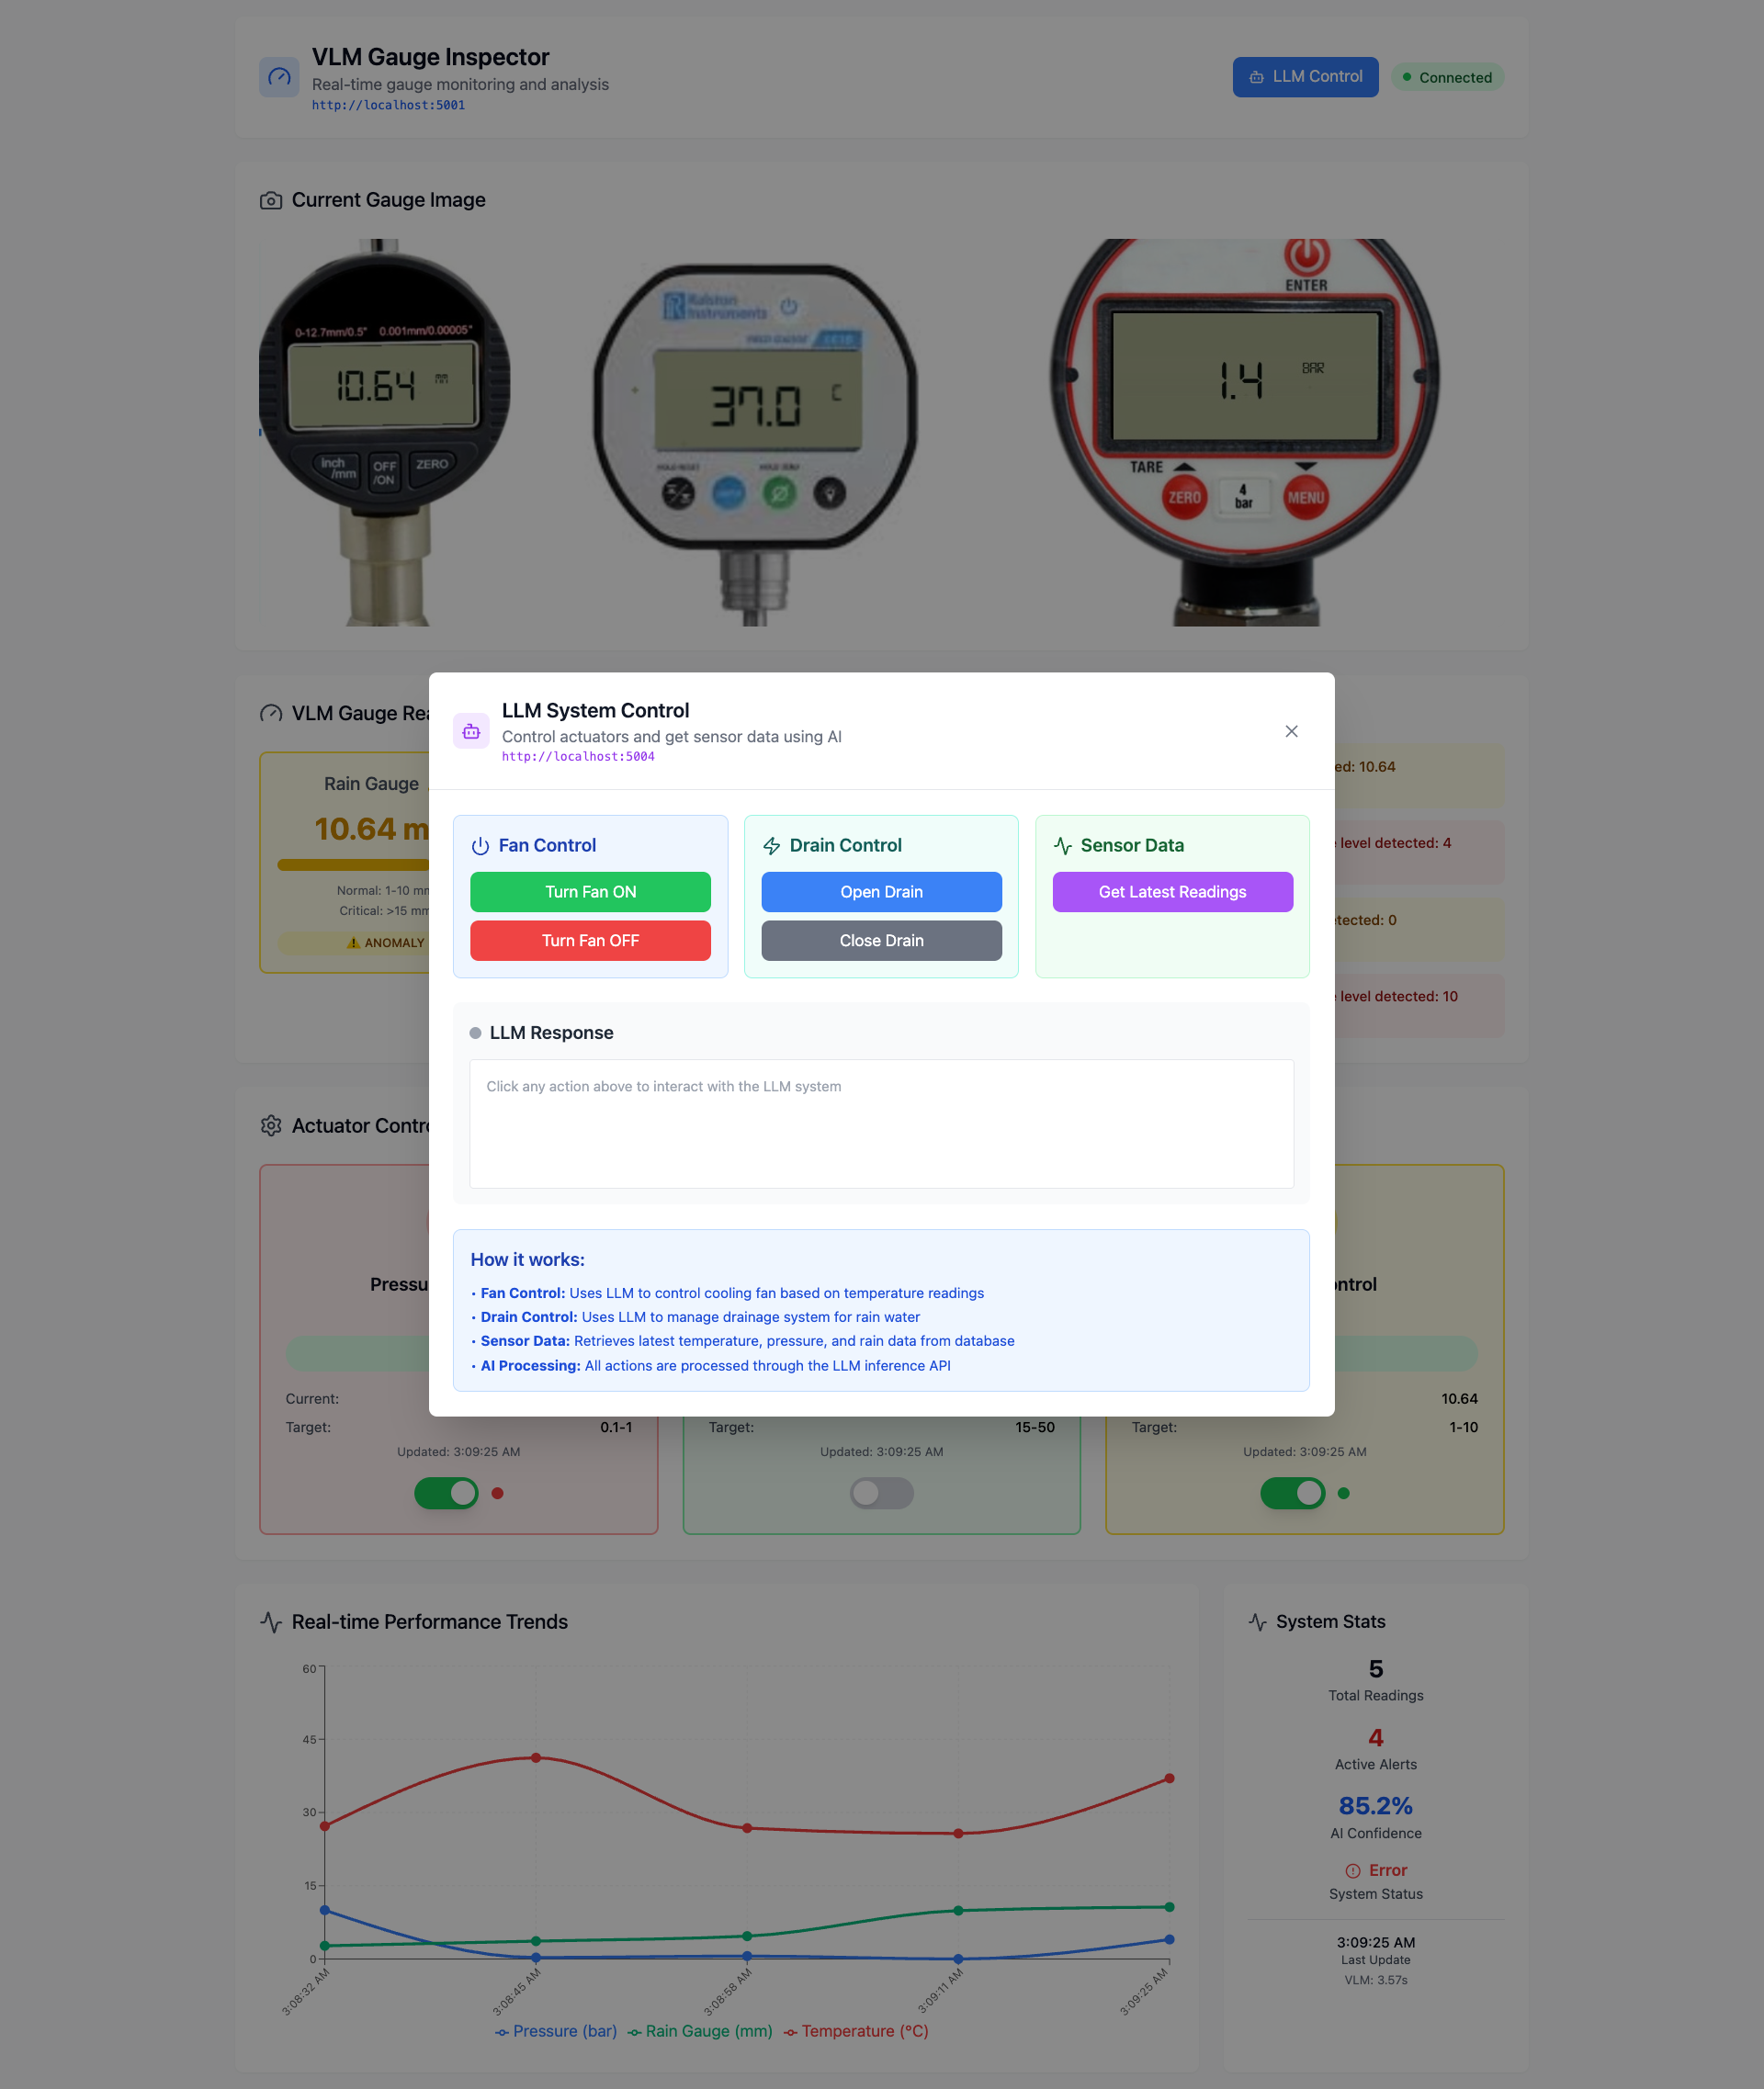 VLM Gauge Inspector
Real-time gauge monitoring and analysis
http://localhost:5001
LLM Control
Connected
Current Gauge Image
0-12.7mm/0.5" 0.001mm/0.00005"
10.64
inch/mm
OFF/ON
ZERO
Ralston
Instruments
37.0 C
ENTER
1.4 BAR
TARE
ZERO
4
bar
MENU
VLM Gauge Rea
Rain Gauge
10.64 m
Normal: 1-10 mm
Critical: >15 mm
ANOMALY
ed: 10.64
level detected: 4
etected: 0
level detected: 10
LLM System Control
Control actuators and get sensor data using AI
http://localhost:5004
Fan Control
Turn Fan ON
Turn Fan OFF
Drain Control
Open Drain
Close Drain
Sensor Data
Get Latest Readings
LLM Response
Click any action above to interact with the LLM system
How it works:
• Fan Control: Uses LLM to control cooling fan based on temperature readings
• Drain Control: Uses LLM to manage drainage system for rain water
• Sensor Data: Retrieves latest temperature, pressure, and rain data from database
• AI Processing: All actions are processed through the LLM inference API
Actuator Contro
Pressu
ontrol
Current:
10.64
Target: 0.1-1
Target: 15-50
Target: 1-10
Updated: 3:09:25 AM
Updated: 3:09:25 AM
Updated: 3:09:25 AM
Real-time Performance Trends
60
45
30
15
0
3:08:32 AM
3:08:45 AM
3:08:58 AM
3:09:11 AM
3:09:25 AM
Pressure (bar) Rain Gauge (mm) Temperature (°C)
System Stats
5
Total Readings
4
Active Alerts
85.2%
AI Confidence
Error
System Status
3:09:25 AM
Last Update
VLM: 3.57s